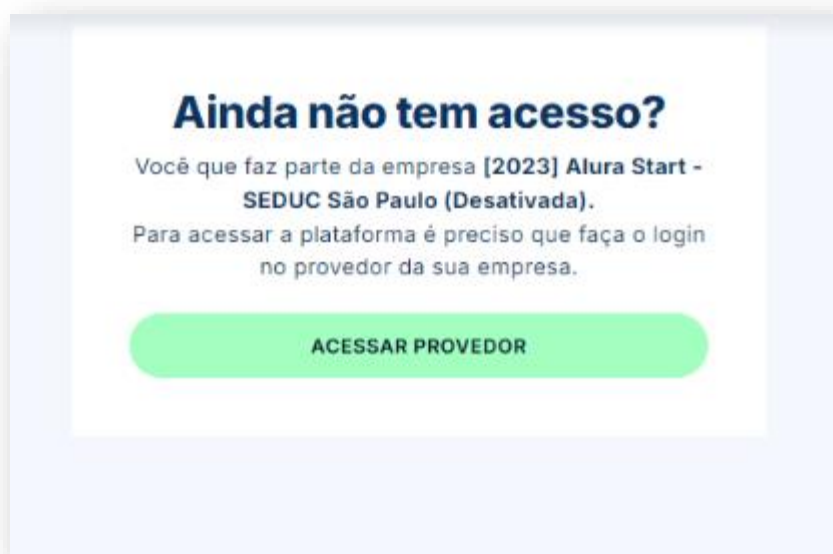 Ainda não tem acesso?
Você que faz parte da empresa [2023] Alura Start -
SEDUC São Paulo (Desativada).
Para acessar a plataforma é preciso que faça o login
no provedor da sua empresa.
ACESSAR PROVEDOR